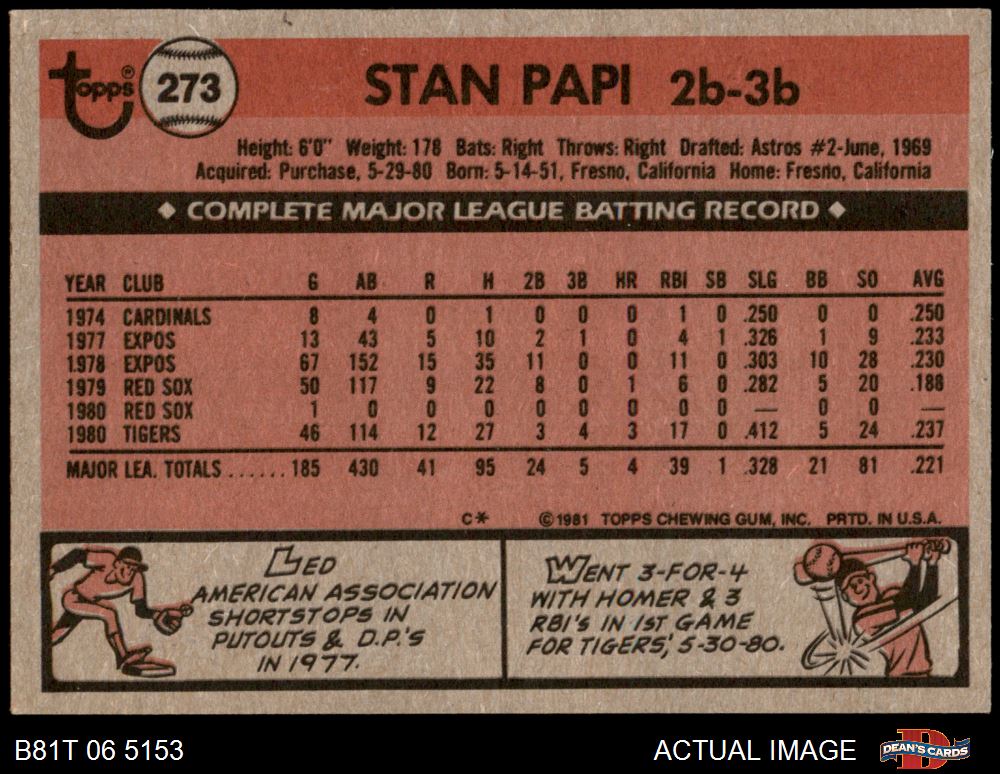 topps® 273 STAN PAPI 2b-3b
Height: 6'0" Weight: 178 Bats: Right Throws: Right Drafted: Astros #2-June, 1969
Acquired: Purchase, 5-29-80 Born: 5-14-51, Fresno, California Home: Fresno, California
◆ COMPLETE MAJOR LEAGUE BATTING RECORD ◆
YEAR CLUB G AB R H 2B 3B HR RBI SB SLG BB SO AVG
1974 CARDINALS 8 4 0 1 0 0 0 1 0 .250 0 0 .250
1977 EXPOS 13 43 5 10 2 1 0 4 1 .326 1 9 .233
1978 EXPOS 67 152 15 35 11 0 0 11 0 .303 10 28 .230
1979 RED SOX 50 117 9 22 8 0 1 6 0 .282 5 20 .188
1980 RED SOX 1 0 0 0 0 0 0 0 0 — 0 0 —
1980 TIGERS 46 114 12 27 3 4 3 17 0 .412 5 24 .237
MAJOR LEA. TOTALS ...... 185 430 41 95 24 5 4 39 1 .328 21 81 .221
C* © 1981 TOPPS CHEWING GUM, INC. PRTD. IN U.S.A.
LED
AMERICAN ASSOCIATION
SHORTSTOPS IN
PUTOUTS & D.P.'S
IN 1977.
WENT 3-FOR-4
WITH HOMER & 3
RBI'S IN 1ST GAME
FOR TIGERS, 5-30-80.
B81T 06 5153 ACTUAL IMAGE DEAN'S CARDS